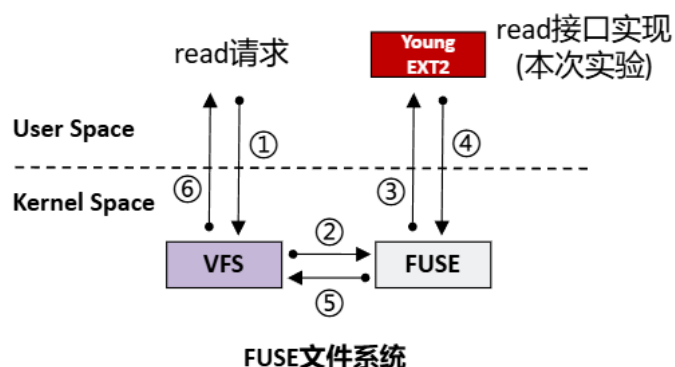 read请求
Young
EXT2
read接口实现
(本次实验)
User Space
①
④
⑥
③
Kernel Space
②
VFS
FUSE
⑤
FUSE文件系统